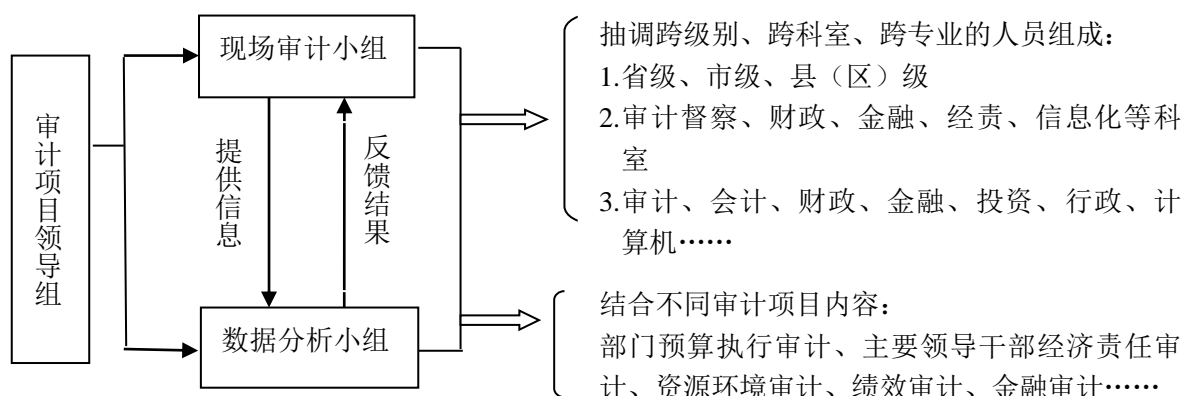 审计项目领导组
现场审计小组
提供信息
反馈结果
数据分析小组
抽调跨级别、跨科室、跨专业的人员组成：
1.省级、市级、县（区）级
2.审计督察、财政、金融、经责、信息化等科
室
3.审计、会计、财政、金融、投资、行政、计
算机……
结合不同审计项目内容：
部门预算执行审计、主要领导干部经济责任审
计、资源环境审计、绩效审计、金融审计……